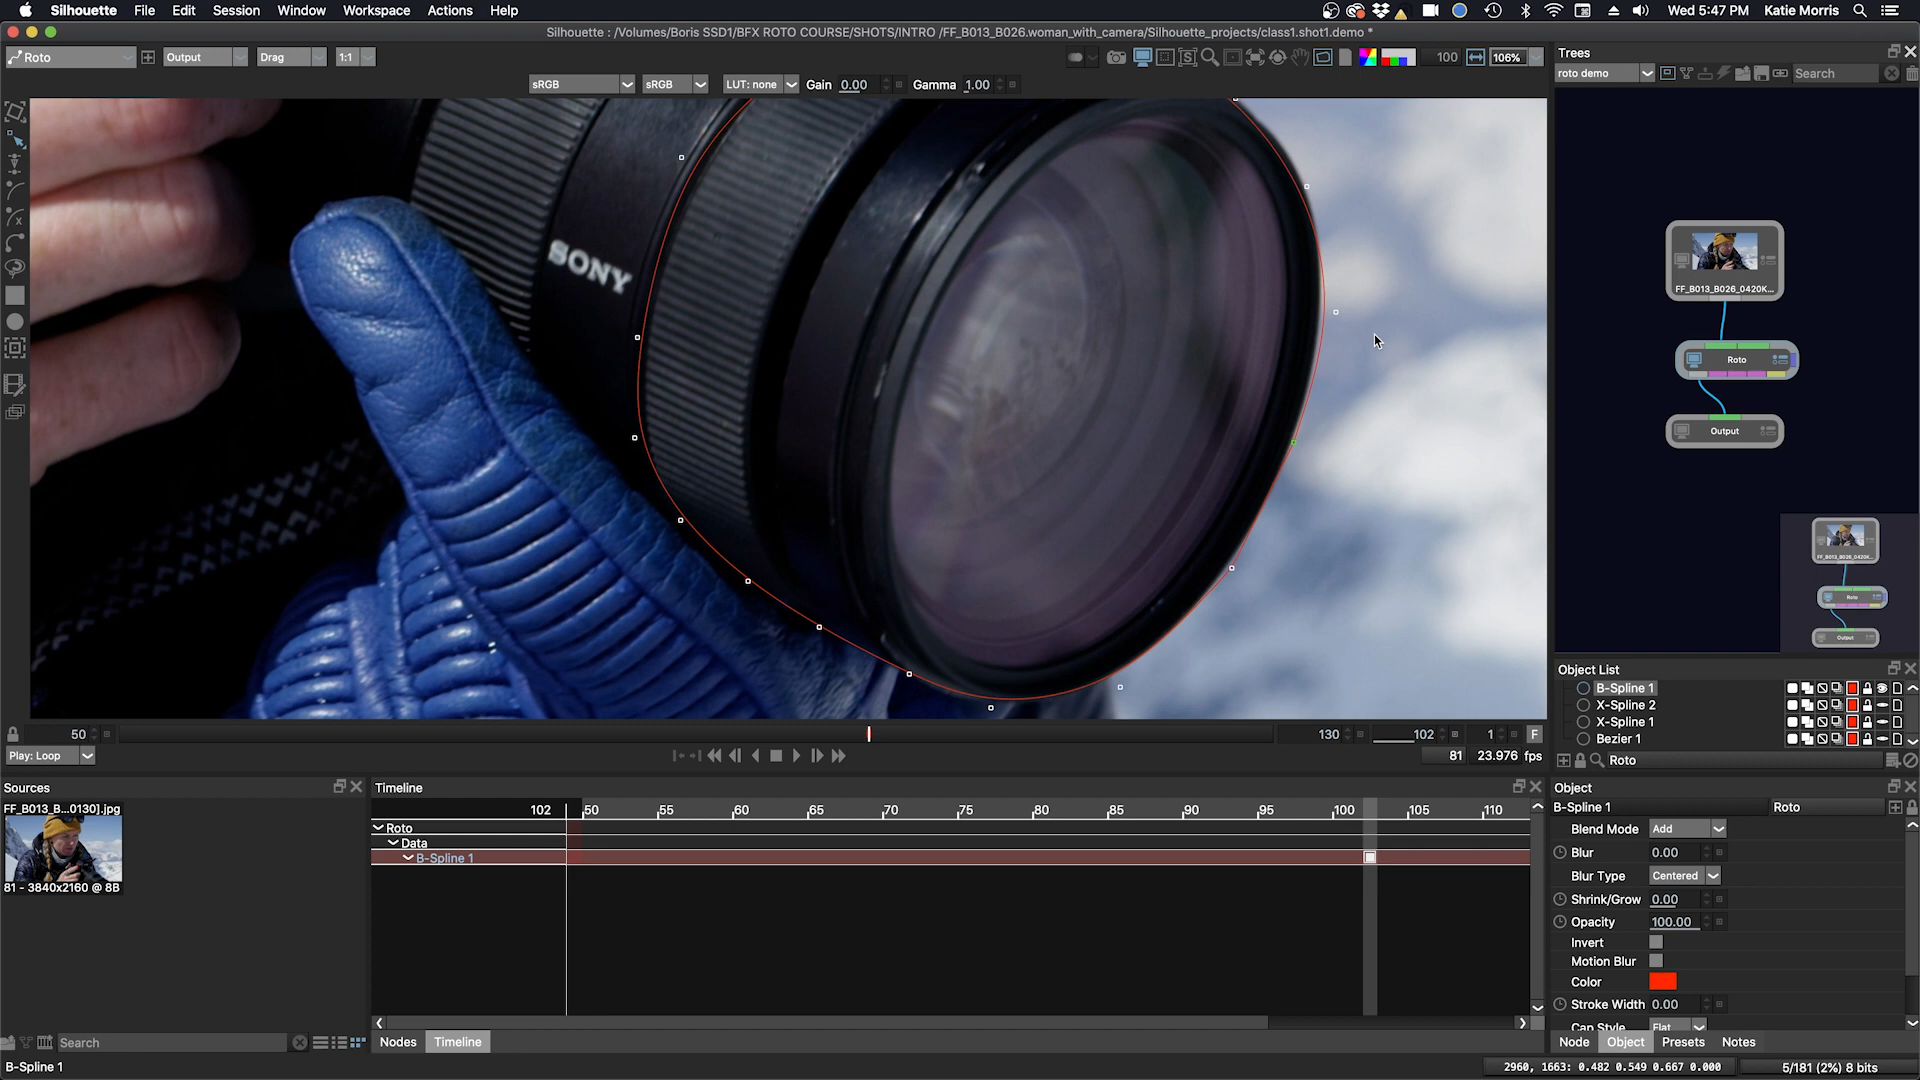 Silhouette File Edit Session Window Workspace Actions Help Wed 5:47 PM Katie Morris
Silhouette : /Volumes/Boris SSD1/BFX ROTO COURSE/SHOTS/INTRO /FF_B013_B026.woman_with_camera/Silhouette_projects/class1.shot1.demo *
Roto Output Drag 1:1 100 106%
sRGB sRGB LUT: none Gain 0.00 Gamma 1.00
Trees
roto demo Search
SONY
FF_B013_B026_0420K...
Roto
Output
FF_B013_B026_0420K...
Roto
Output
Object List
B-Spline 1
X-Spline 2
X-Spline 1
Bezier 1
Roto
50 130 102 1 F
Play: Loop 81 23.976 fps
Sources
FF_B013_B...0130].jpg
81 - 3840x2160 @ 8B
Search
Timeline
102 50 55 60 65 70 75 80 85 90 95 100 105 110
Roto
Data
B-Spline 1
Nodes Timeline
Object
B-Spline 1 Roto
Blend Mode Add
Blur 0.00
Blur Type Centered
Shrink/Grow 0.00
Opacity 100.00
Invert
Motion Blur
Color
Stroke Width 0.00
Cap Style Flat
Node Object Presets Notes
B-Spline 1 2960, 1663: 0.482 0.549 0.667 0.000 5/181 (2%) 8 bits